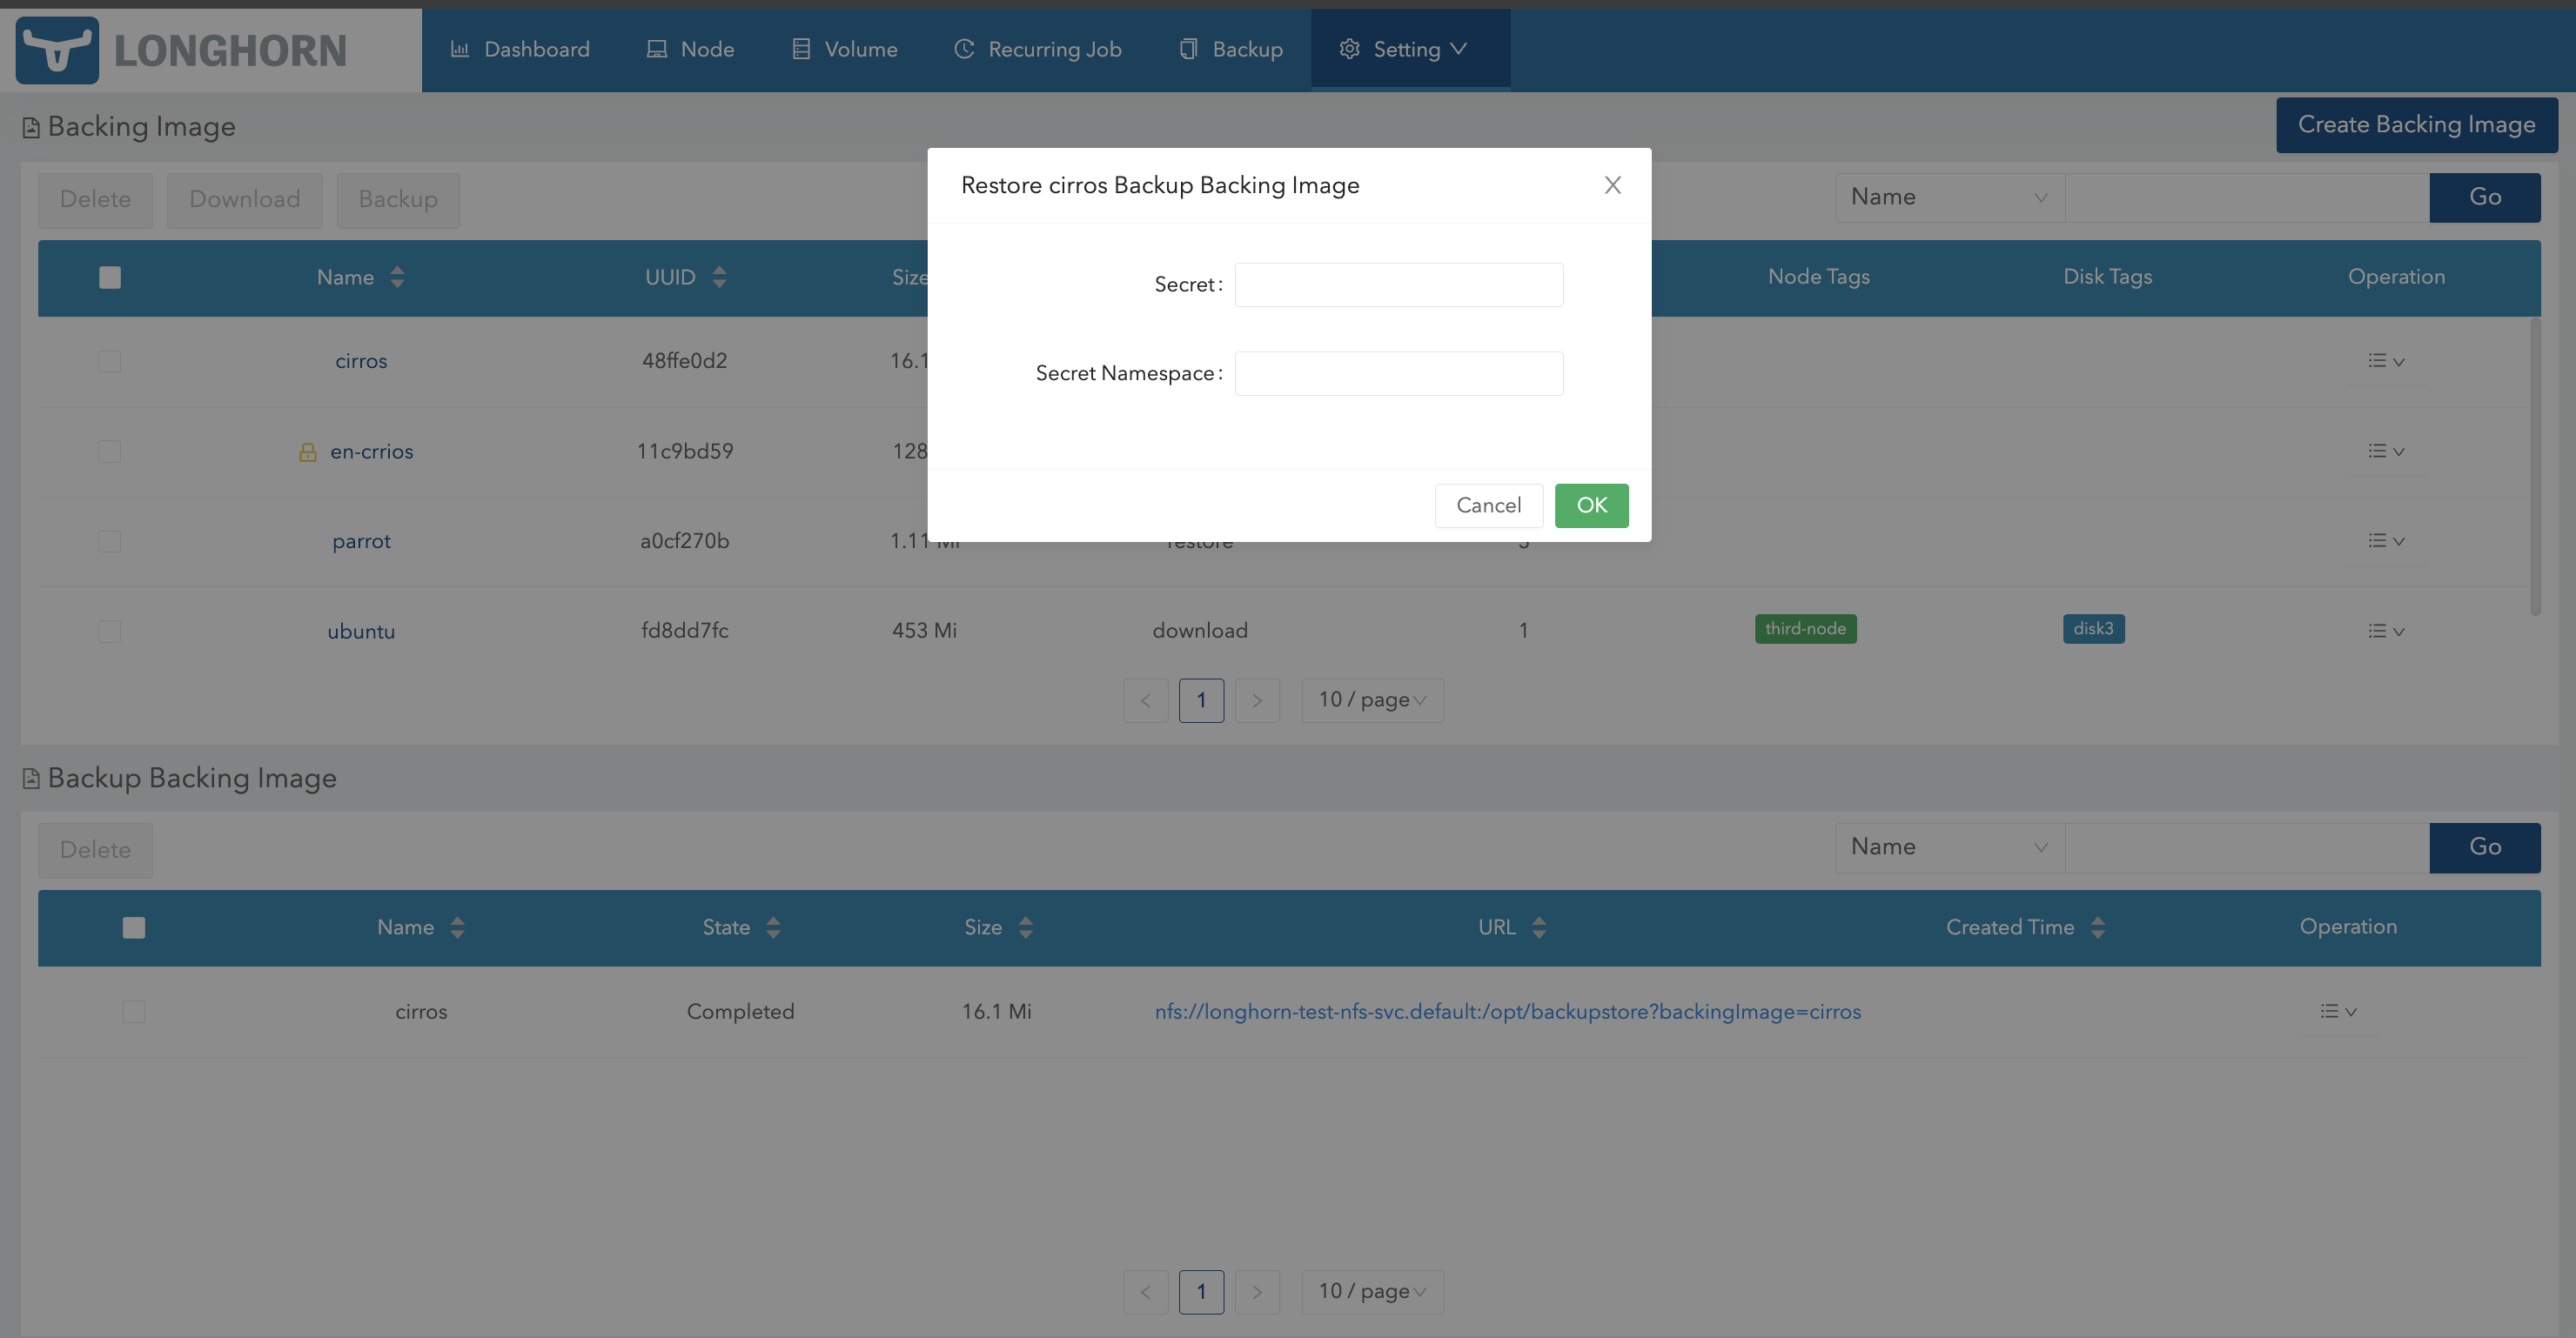 LONGHORN
Dashboard Node Volume Recurring Job Backup Setting
Backing Image Create Backing Image
Restore cirros Backup Backing Image
Secret:
Secret Namespace:
Cancel OK
Delete Download Backup Name Go
Name UUID Size Node Tags Disk Tags Operation
cirros 48ffe0d2 16.1
en-crrios 11c9bd59 128
parrot a0cf270b 1.11 Mi restore
ubuntu fd8dd7fc 453 Mi download 1 third-node disk3
< 1 > 10 / page
Backup Backing Image
Delete Name Go
Name State Size URL Created Time Operation
cirros Completed 16.1 Mi nfs://longhorn-test-nfs-svc.default:/opt/backupstore?backingImage=cirros
< 1 > 10 / page